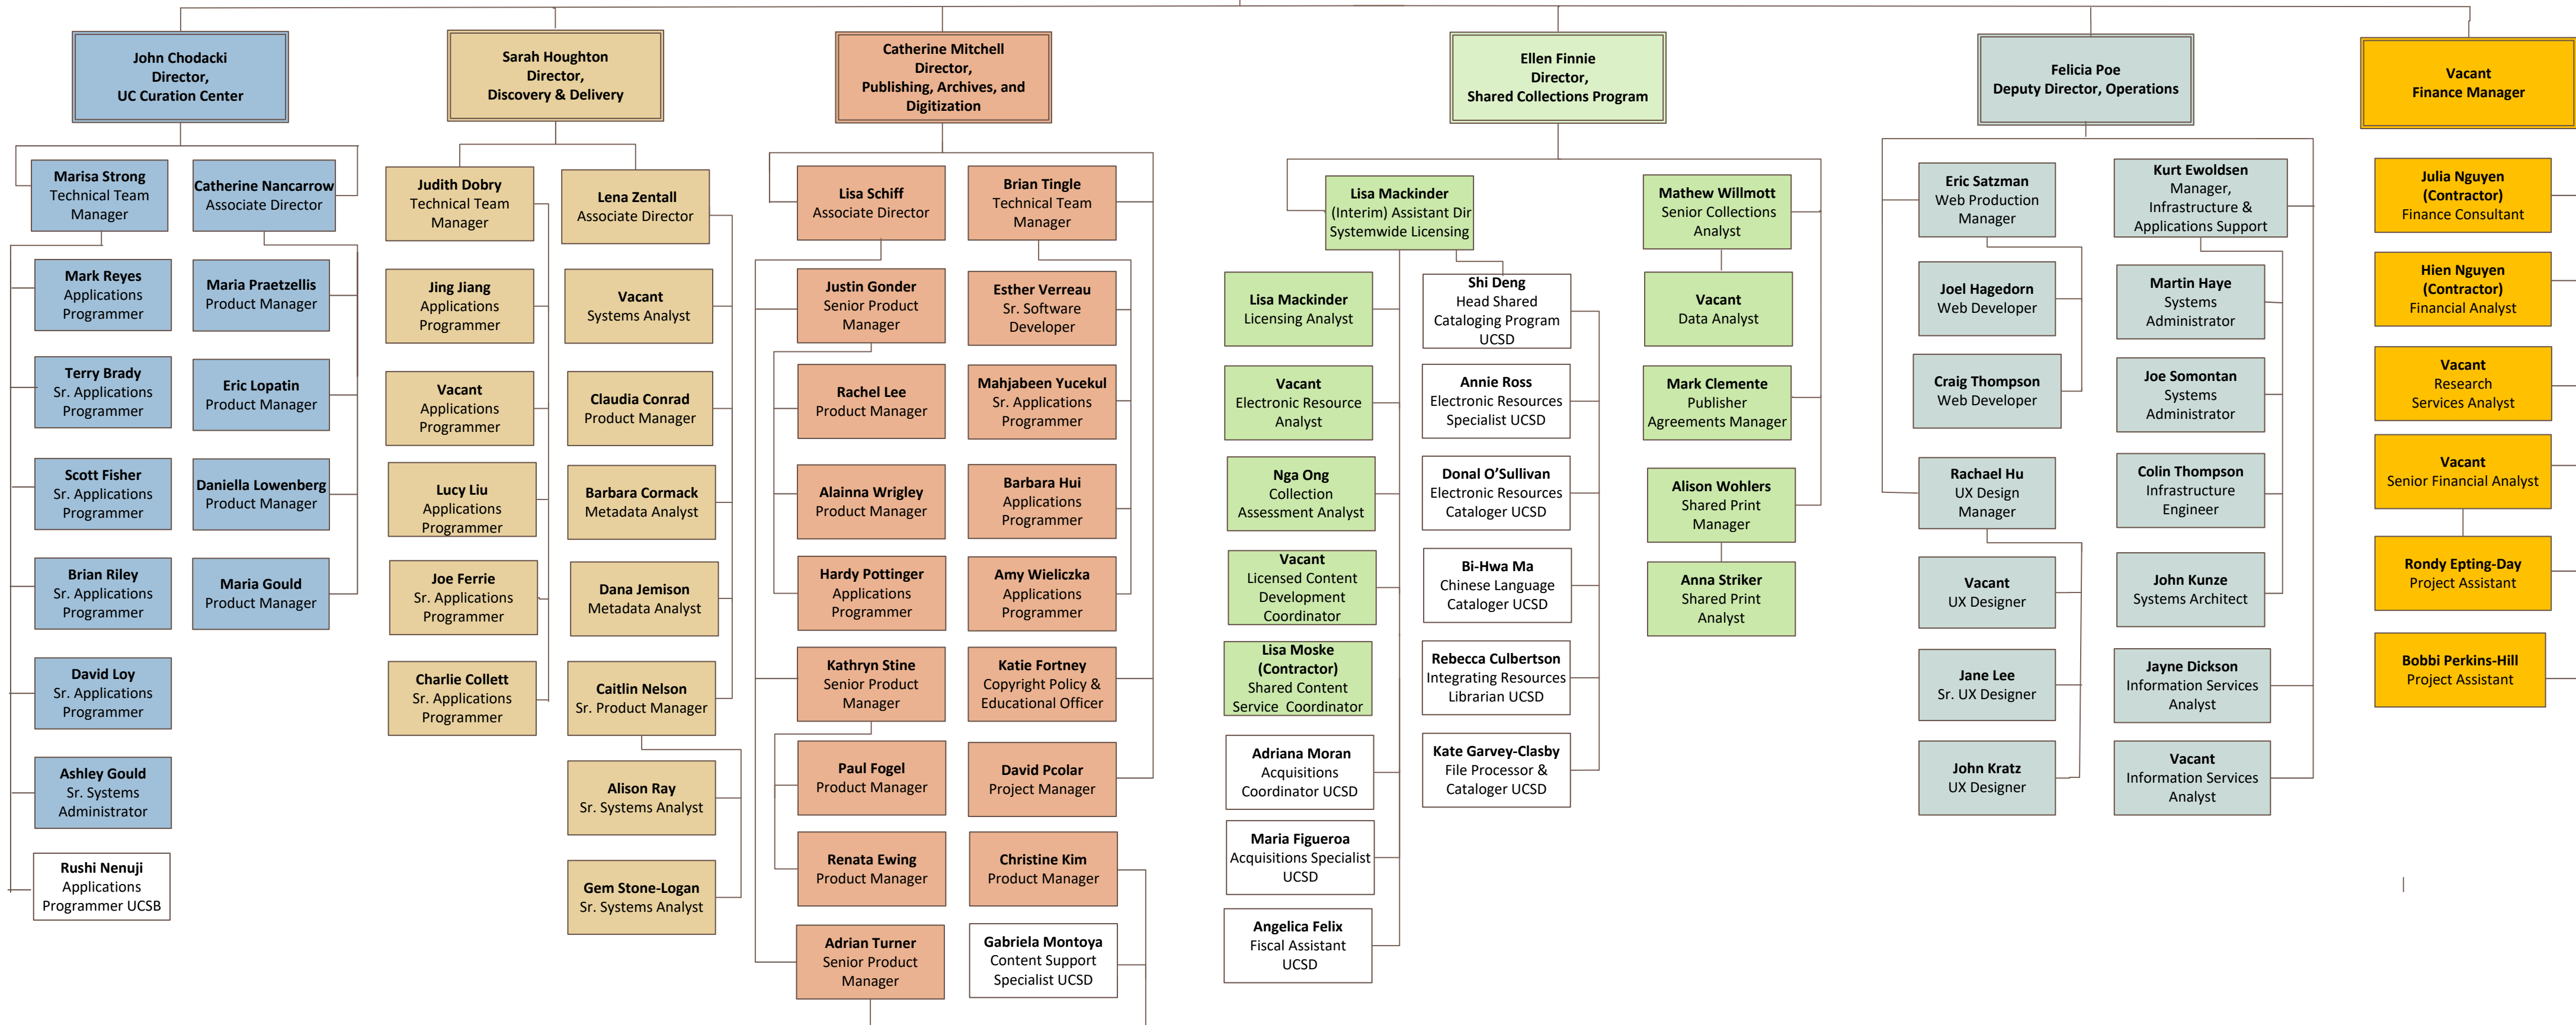 John Chodacki
Director,
UC Curation Center
Marisa Strong
Technical Team
Manager
Catherine Nancarrow
Associate Director
Mark Reyes
Applications
Programmer
Maria Praetzellis
Product Manager
Terry Brady
Sr. Applications
Programmer
Eric Lopatin
Product Manager
Scott Fisher
Sr. Applications
Programmer
Daniella Lowenberg
Product Manager
Brian Riley
Sr. Applications
Programmer
Maria Gould
Product Manager
David Loy
Sr. Applications
Programmer
Ashley Gould
Sr. Systems
Administrator
Rushi Nenuji
Applications
Programmer UCSB
Sarah Houghton
Director,
Discovery & Delivery
Judith Dobry
Technical Team
Manager
Lena Zentall
Associate Director
Jing Jiang
Applications
Programmer
Vacant
Systems Analyst
Vacant
Applications
Programmer
Claudia Conrad
Product Manager
Lucy Liu
Applications
Programmer
Barbara Cormack
Metadata Analyst
Joe Ferrie
Sr. Applications
Programmer
Dana Jemison
Metadata Analyst
Charlie Collett
Sr. Applications
Programmer
Caitlin Nelson
Sr. Product Manager
Alison Ray
Sr. Systems Analyst
Gem Stone-Logan
Sr. Systems Analyst
Catherine Mitchell
Director,
Publishing, Archives, and
Digitization
Lisa Schiff
Associate Director
Brian Tingle
Technical Team
Manager
Justin Gonder
Senior Product
Manager
Esther Verreau
Sr. Software
Developer
Rachel Lee
Product Manager
Mahjabeen Yucekul
Sr. Applications
Programmer
Alainna Wrigley
Product Manager
Barbara Hui
Applications
Programmer
Hardy Pottinger
Applications
Programmer
Amy Wieliczka
Applications
Programmer
Kathryn Stine
Senior Product
Manager
Katie Fortney
Copyright Policy &
Educational Officer
Paul Fogel
Product Manager
David Pcolar
Project Manager
Renata Ewing
Product Manager
Christine Kim
Product Manager
Adrian Turner
Senior Product
Manager
Gabriela Montoya
Content Support
Specialist UCSD
Ellen Finnie
Director,
Shared Collections Program
Lisa Mackinder
(Interim) Assistant Dir
Systemwide Licensing
Mathew Willmott
Senior Collections
Analyst
Lisa Mackinder
Licensing Analyst
Shi Deng
Head Shared
Cataloging Program
UCSD
Vacant
Data Analyst
Vacant
Electronic Resource
Analyst
Annie Ross
Electronic Resources
Specialist UCSD
Mark Clemente
Publisher
Agreements Manager
Nga Ong
Collection
Assessment Analyst
Donal O'Sullivan
Electronic Resources
Cataloger UCSD
Alison Wohlers
Shared Print
Manager
Vacant
Licensed Content
Development
Coordinator
Bi-Hwa Ma
Chinese Language
Cataloger UCSD
Anna Striker
Shared Print
Analyst
Lisa Moske
(Contractor)
Shared Content
Service Coordinator
Rebecca Culbertson
Integrating Resources
Librarian UCSD
Adriana Moran
Acquisitions
Coordinator UCSD
Kate Garvey-Clasby
File Processor &
Cataloger UCSD
Maria Figueroa
Acquisitions Specialist
UCSD
Angelica Felix
Fiscal Assistant
UCSD
Felicia Poe
Deputy Director, Operations
Eric Satzman
Web Production
Manager
Kurt Ewoldsen
Manager,
Infrastructure &
Applications Support
Joel Hagedorn
Web Developer
Martin Haye
Systems
Administrator
Craig Thompson
Web Developer
Joe Somontan
Systems
Administrator
Rachael Hu
UX Design
Manager
Colin Thompson
Infrastructure
Engineer
Vacant
UX Designer
John Kunze
Systems Architect
Jane Lee
Sr. UX Designer
Jayne Dickson
Information Services
Analyst
John Kratz
UX Designer
Vacant
Information Services
Analyst
Vacant
Finance Manager
Julia Nguyen
(Contractor)
Finance Consultant
Hien Nguyen
(Contractor)
Financial Analyst
Vacant
Research
Services Analyst
Vacant
Senior Financial Analyst
Rondy Epting-Day
Project Assistant
Bobbi Perkins-Hill
Project Assistant